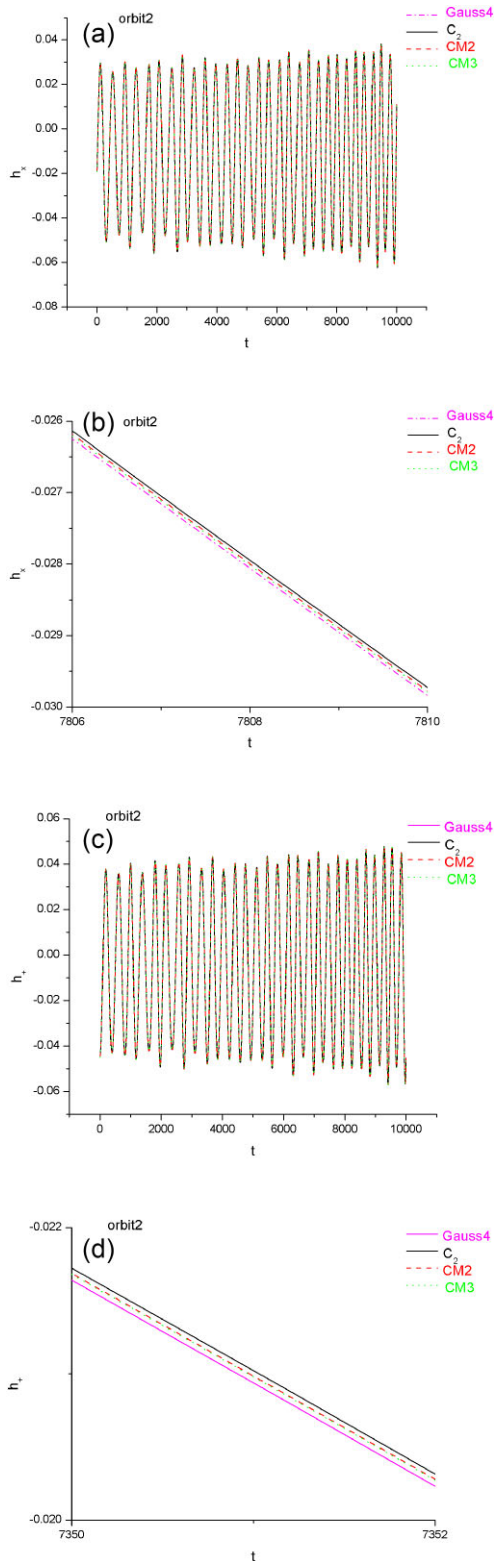 (a) orbit2
Gauss4
C₂
CM2
CM3
0.04
0.02
0.00
-0.02
-0.04
-0.06
-0.08
hₓ
0 2000 4000 6000 8000 10000
t
(b) orbit2
Gauss4
C₂
CM2
CM3
-0.026
-0.027
-0.028
-0.029
-0.030
hₓ
7806 7808 7810
t
(c) orbit2
Gauss4
C₂
CM2
CM3
0.06
0.04
0.02
0.00
-0.02
-0.04
-0.06
h₊
0 2000 4000 6000 8000 10000
t
(d) orbit2
Gauss4
C₂
CM2
CM3
-0.022
-0.020
h₊
7350 7352
t